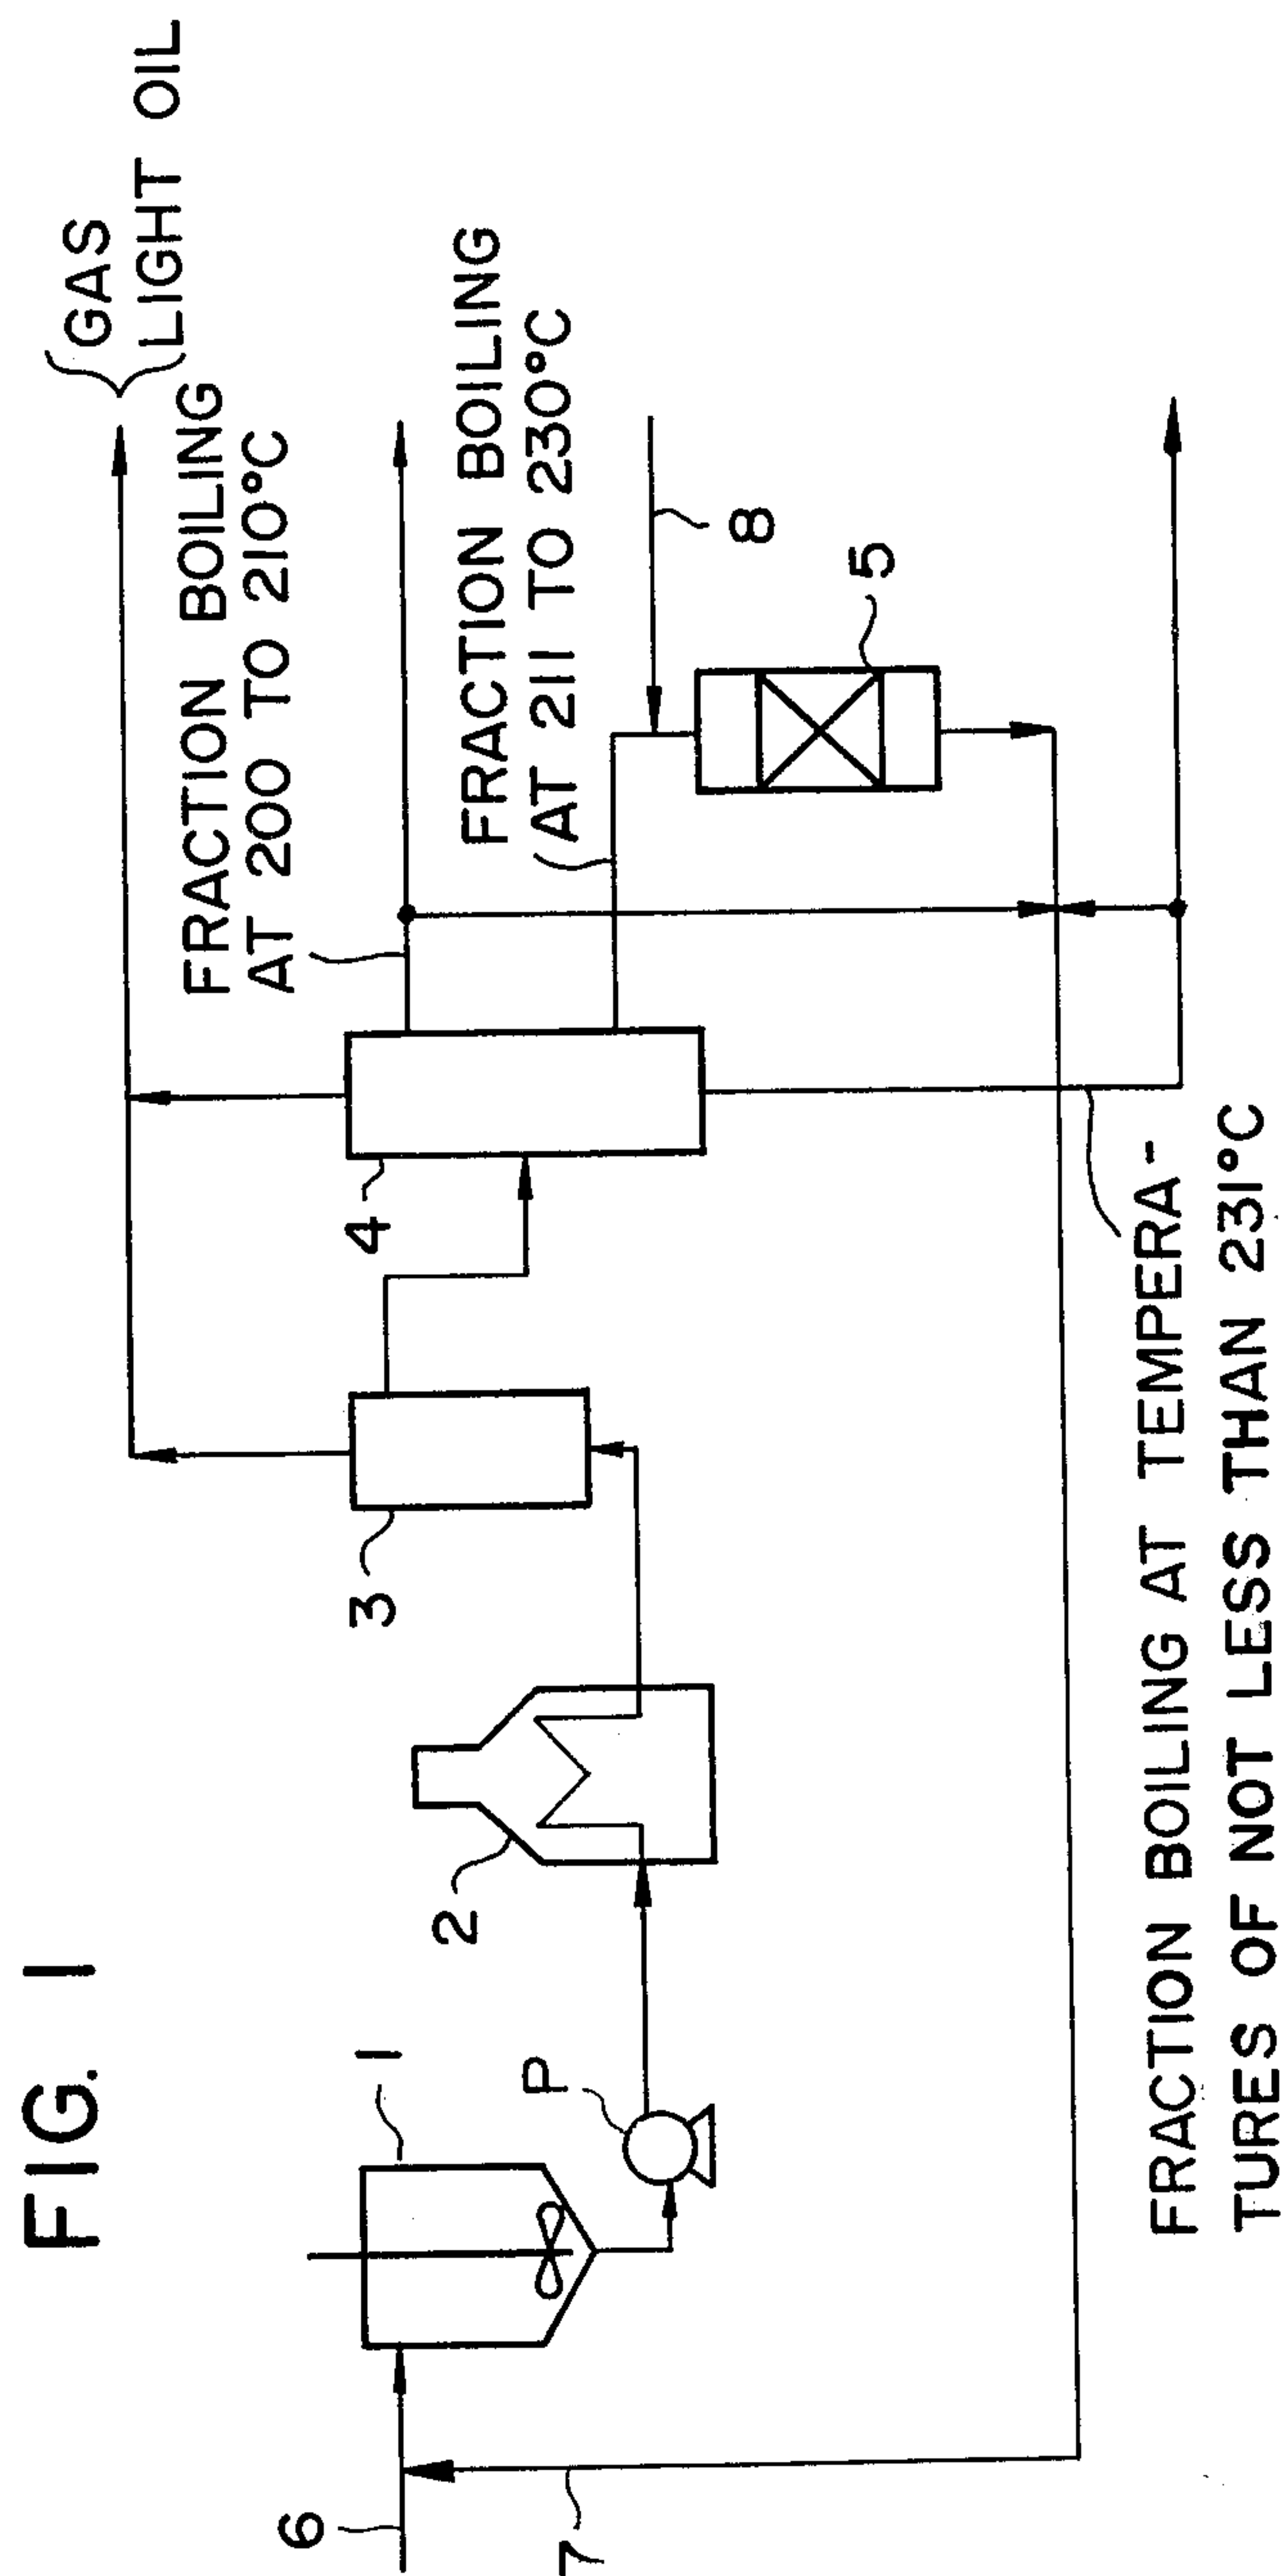 FIG. 1
GAS
LIGHT OIL
FRACTION BOILING
AT 200 TO 210°C
FRACTION BOILING
AT 211 TO 230°C
8
5
4
3
2
1
P
6
7
FRACTION BOILING AT TEMPERA-
TURES OF NOT LESS THAN 231°C